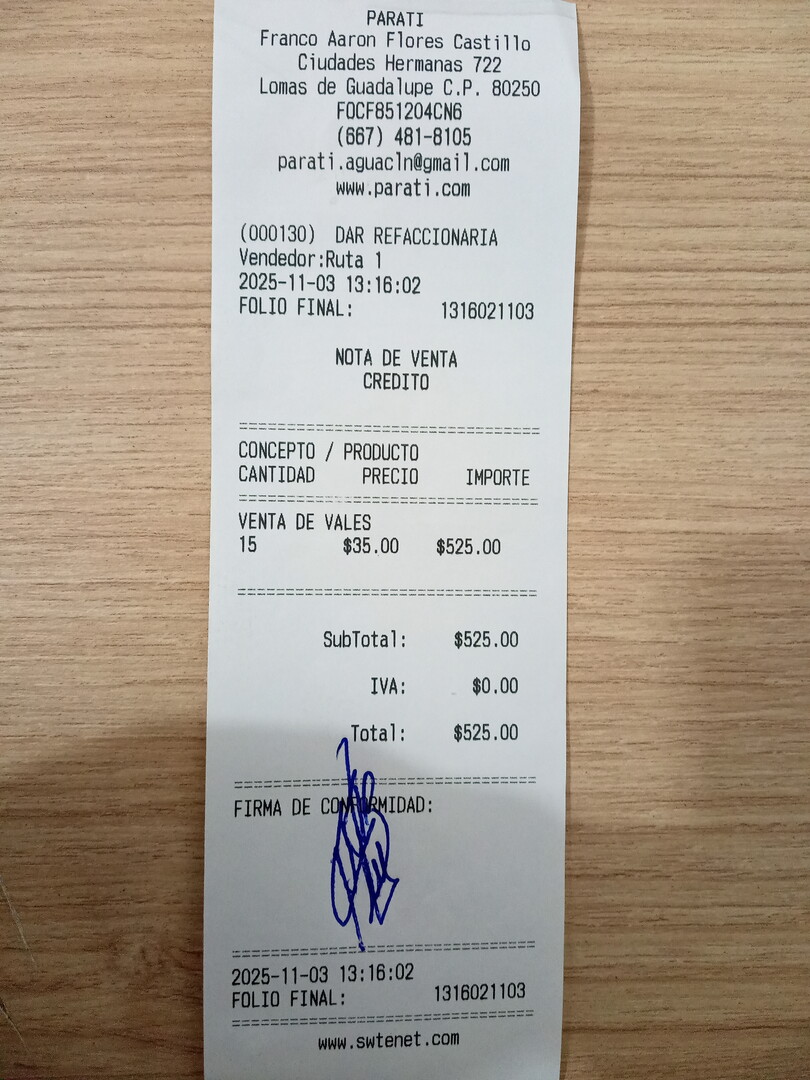 PARATI
Franco Aaron Flores Castillo
Ciudades Hermanas 722
Lomas de Guadalupe C.P. 80250
FOCF851204CN6
(667) 481-8105
parati.aguacln@gmail.com
www.parati.com
(000130) DAR REFACCIONARIA
Vendedor:Ruta 1
2025-11-03 13:16:02
FOLIO FINAL: 1316021103
NOTA DE VENTA
CREDITO
================================
CONCEPTO / PRODUCTO
CANTIDAD PRECIO IMPORTE
================================
VENTA DE VALES
15 $35.00 $525.00
================================
SubTotal: $525.00
IVA: $0.00
Total: $525.00
================================
FIRMA DE CONFORMIDAD:
================================
2025-11-03 13:16:02
FOLIO FINAL: 1316021103
================================
www.swtenet.com